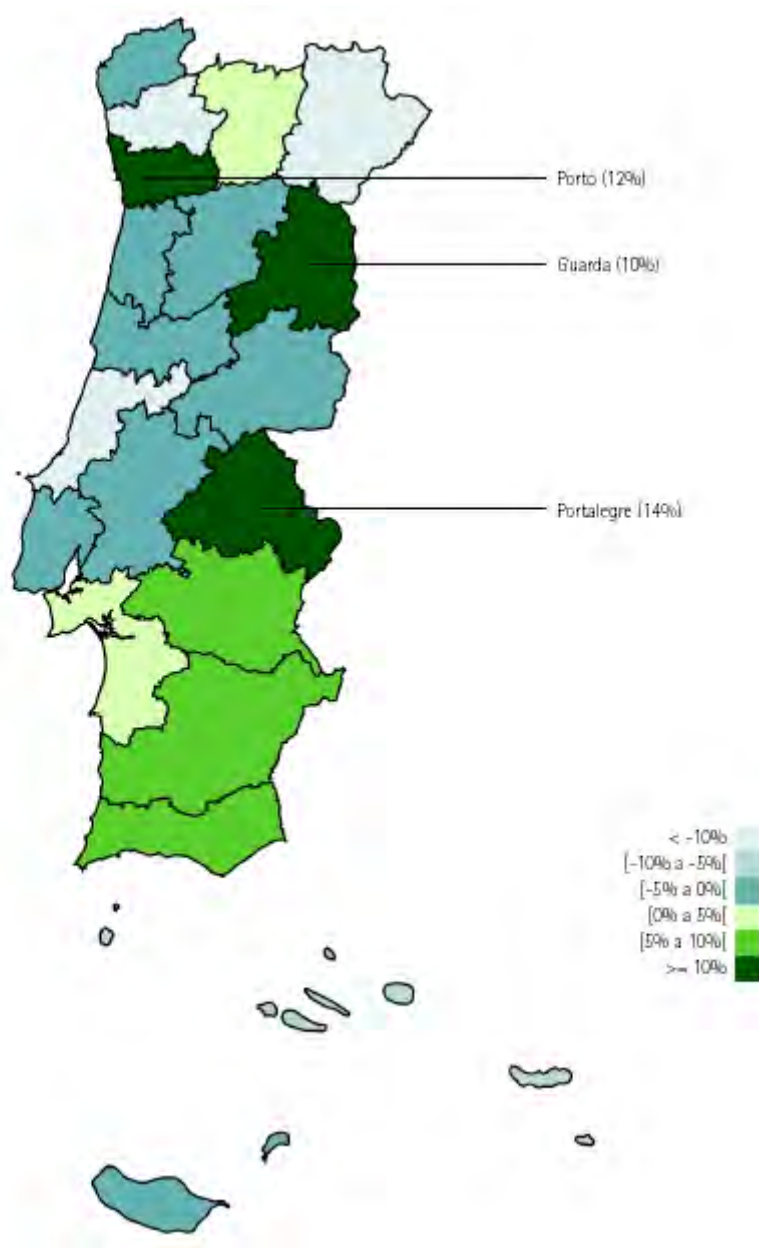 Porto (12%)
Guarda (10%)
Portalegre (14%)
< -10%
[-10% a -5%[
[-5% a 0%[
[0% a 5%[
[5% a 10%[
>= 10%